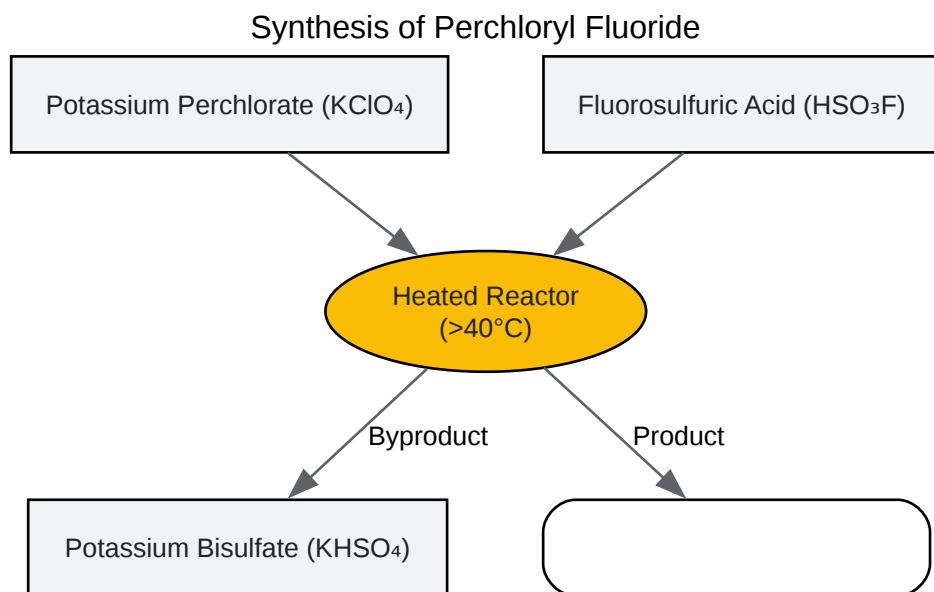 Synthesis of Perchloryl Fluoride
Potassium Perchlorate (KClO₄)
Fluorosulfuric Acid (HSO₃F)
Heated Reactor
(>40°C)
Byproduct
Product
Potassium Bisulfate (KHSO₄)